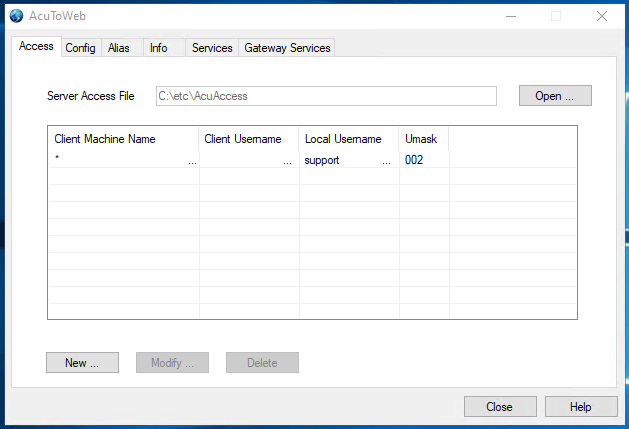 AcuToWeb
Access Config Alias Info Services Gateway Services
Server Access File C:\etc\AcuAccess Open ...
Client Machine Name Client Username Local Username Umask
* ... ... support ... 002
New ... Modify ... Delete
Close Help